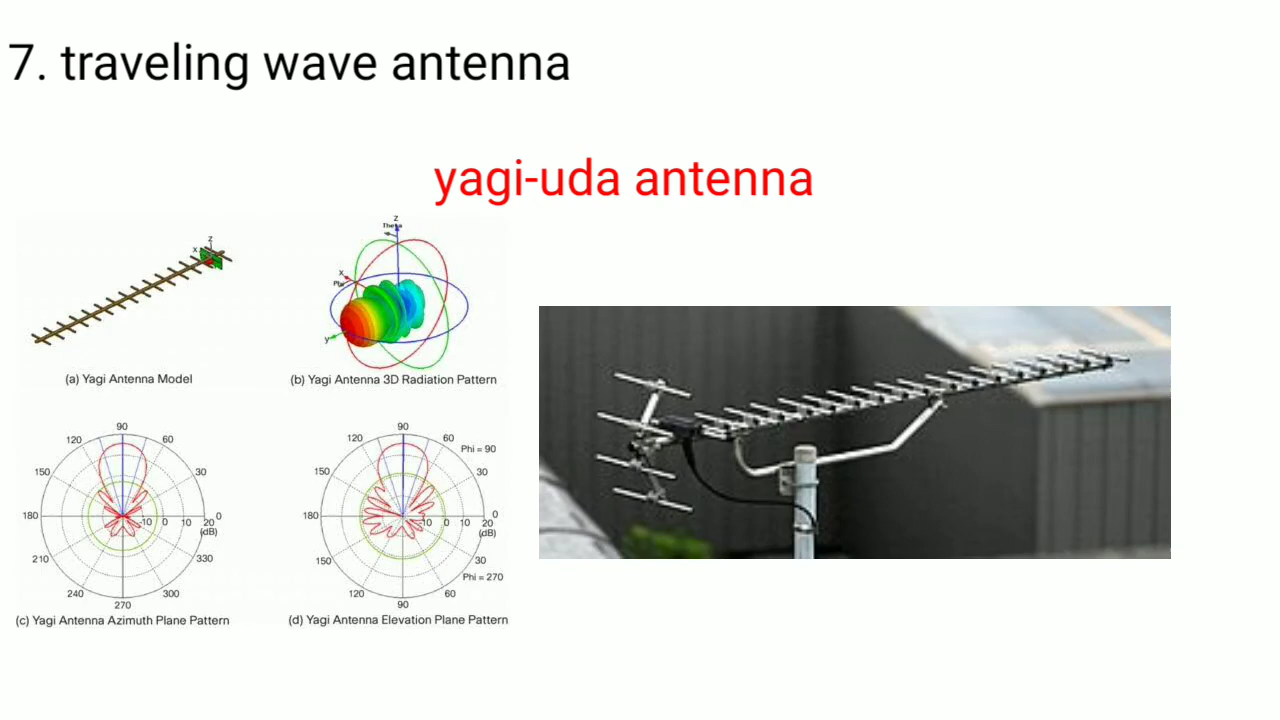 7. traveling wave antenna
yagi-uda antenna
Z
X
(a) Yagi Antenna Model
Z
Theta
X
Phi
y
(b) Yagi Antenna 3D Radiation Pattern
90
120 60
150 30
180 -10 0 10 20 0
(dB)
210 330
240 300
270
(c) Yagi Antenna Azimuth Plane Pattern
90
120 60
Phi = 90
150 30
180 -10 0 10 20 0
(dB)
150 30
Phi = 270
120 60
90
(d) Yagi Antenna Elevation Plane Pattern